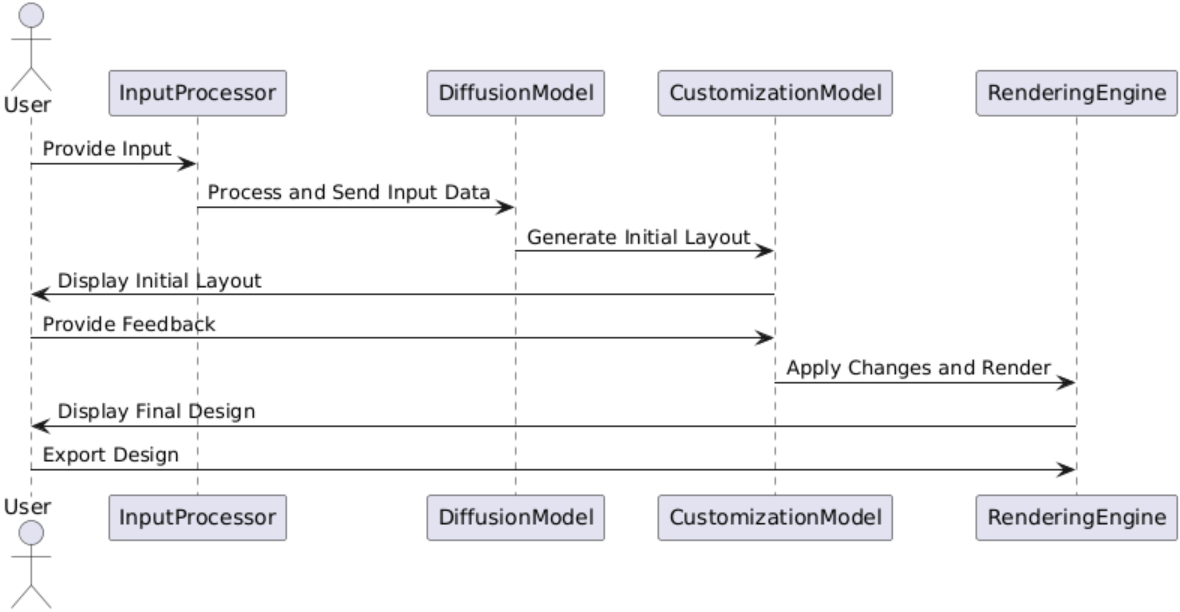 User
InputProcessor
DiffusionModel
CustomizationModel
RenderingEngine
Provide Input
Process and Send Input Data
Generate Initial Layout
Display Initial Layout
Provide Feedback
Apply Changes and Render
Display Final Design
Export Design
User
InputProcessor
DiffusionModel
CustomizationModel
RenderingEngine